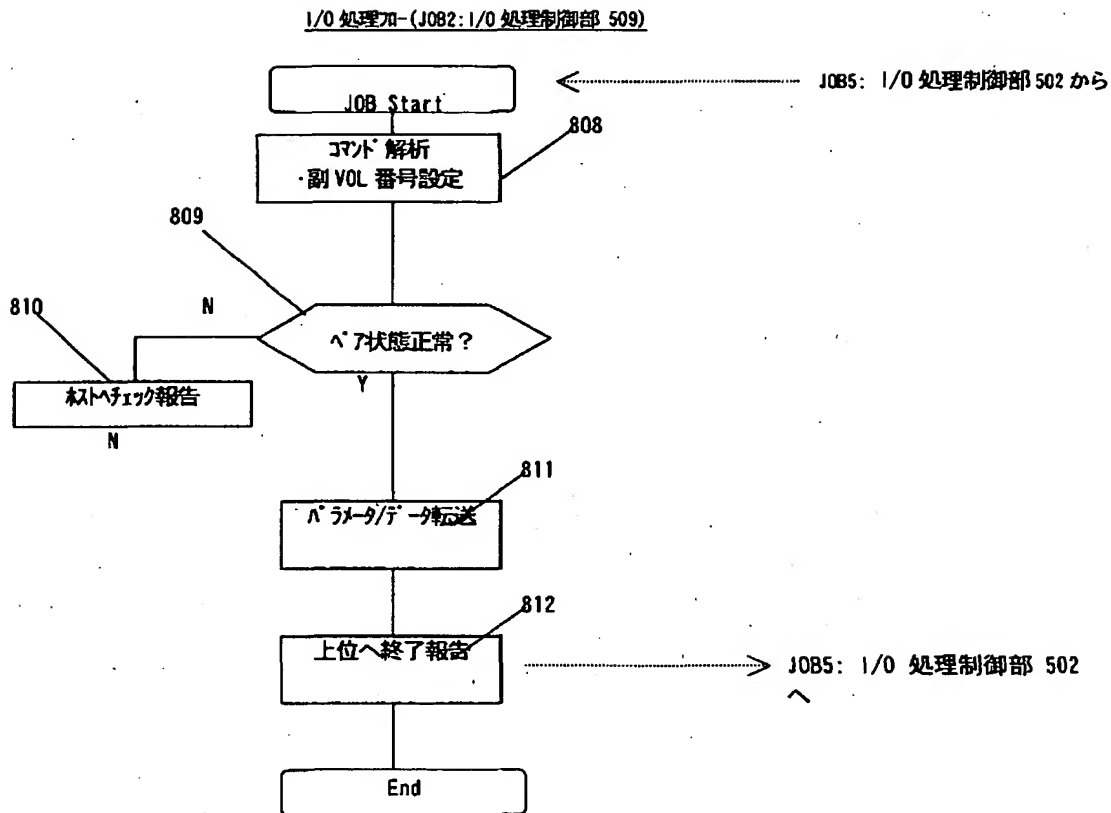 I/O 処理フロー(JOB2:I/O 処理制御部 509)
JOB Start
JOB5: I/O 処理制御部 502 から
808
コマンド 解析
・副 VOL 番号設定
809
810
N
ペア状態正常?
Y
ホストへチェック報告
N
811
パラメータ/データ転送
812
上位へ終了報告
JOB5: I/O 処理制御部 502
へ
End